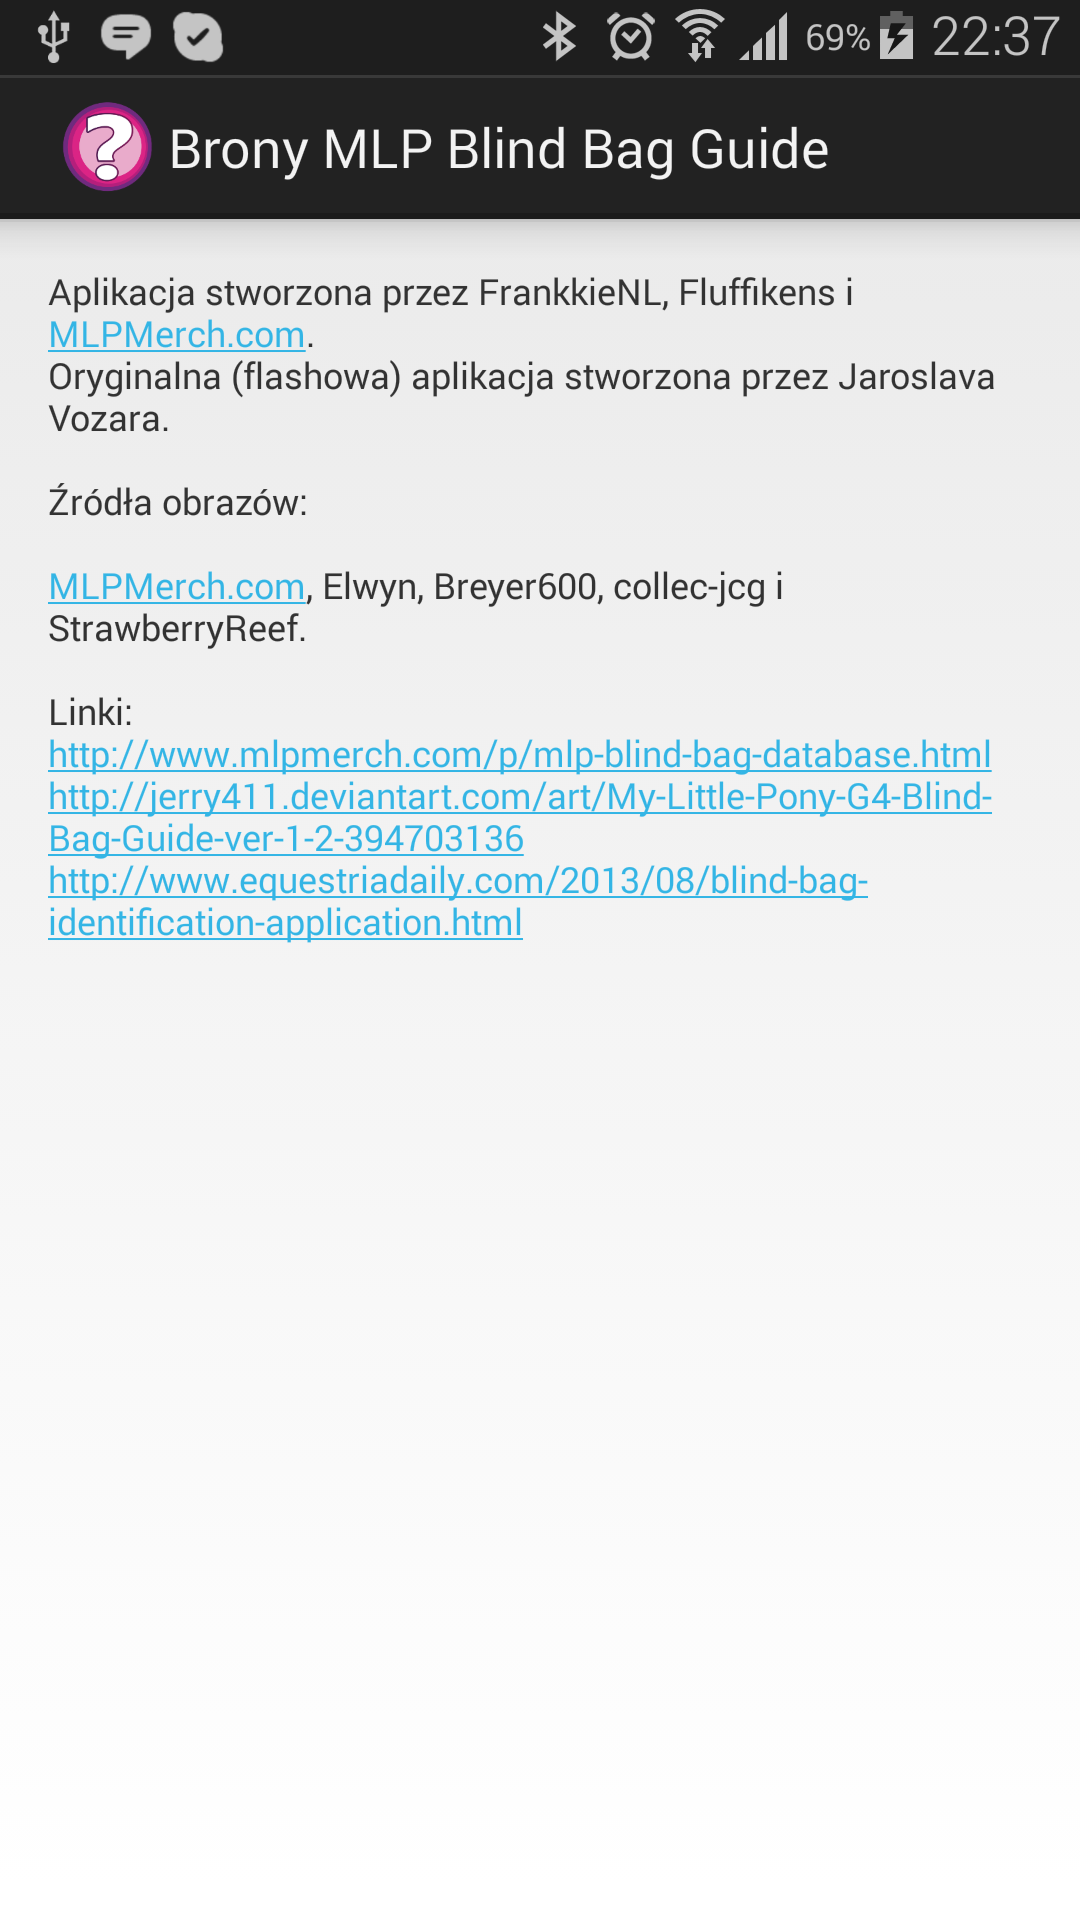 69% 22:37
Brony MLP Blind Bag Guide
Aplikacja stworzona przez FrankkieNL, Fluffikens i
MLPMerch.com.
Oryginalna (flashowa) aplikacja stworzona przez Jaroslava
Vozara.
Źródła obrazów:
MLPMerch.com, Elwyn, Breyer600, collec-jcg i
StrawberryReef.
Linki:
http://www.mlpmerch.com/p/mlp-blind-bag-database.html
http://jerry411.deviantart.com/art/My-Little-Pony-G4-Blind-
Bag-Guide-ver-1-2-394703136
http://www.equestriadaily.com/2013/08/blind-bag-
identification-application.html